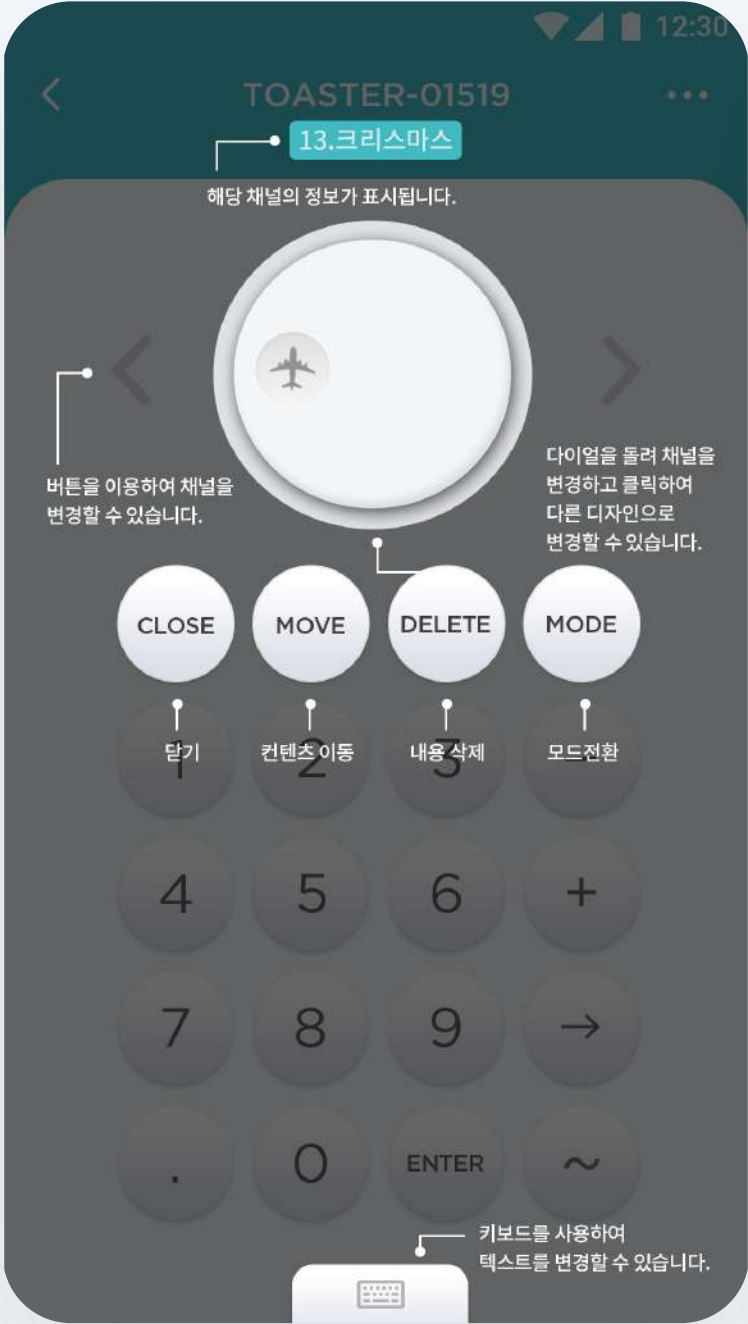 12:30
TOASTER-01519
13.크리스마스
해당 채널의 정보가 표시됩니다.
버튼을 이용하여 채널을
변경할 수 있습니다.
다이얼을 돌려 채널을
변경하고 클릭하여
다른 디자인으로
변경할 수 있습니다.
CLOSE MOVE DELETE MODE
닫기 컨텐츠 이동 내용 삭제 모드전환
1 2 3 -
4 5 6 +
7 8 9 →
. 0 ENTER ~
키보드를 사용하여
텍스트를 변경할 수 있습니다.